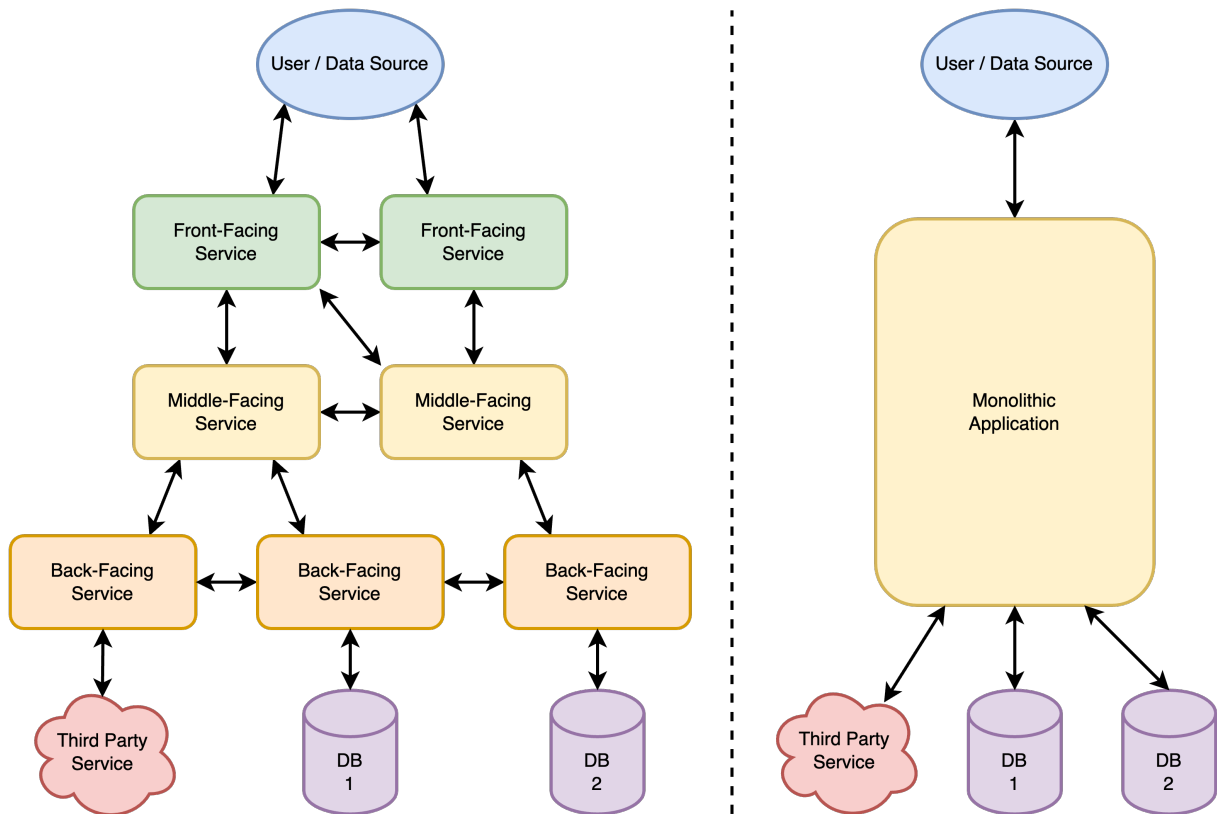 User / Data Source
Front-Facing
Service
Front-Facing
Service
Middle-Facing
Service
Middle-Facing
Service
Back-Facing
Service
Back-Facing
Service
Back-Facing
Service
Third Party
Service
DB
1
DB
2
User / Data Source
Monolithic
Application
Third Party
Service
DB
1
DB
2